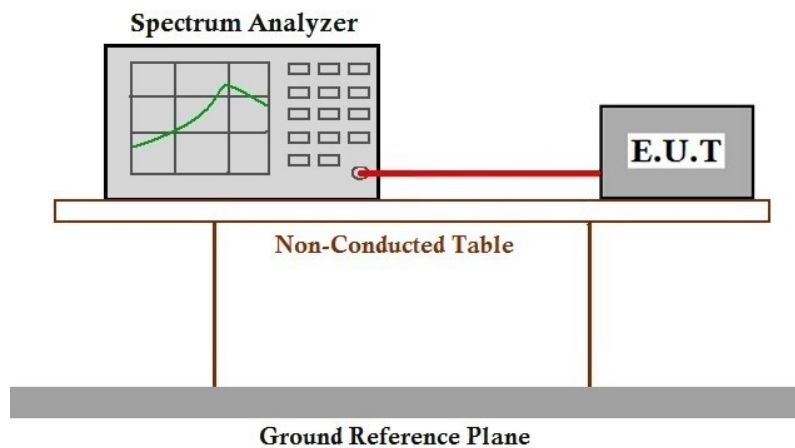 Spectrum Analyzer
E.U.T
Non-Conducted Table
Ground Reference Plane